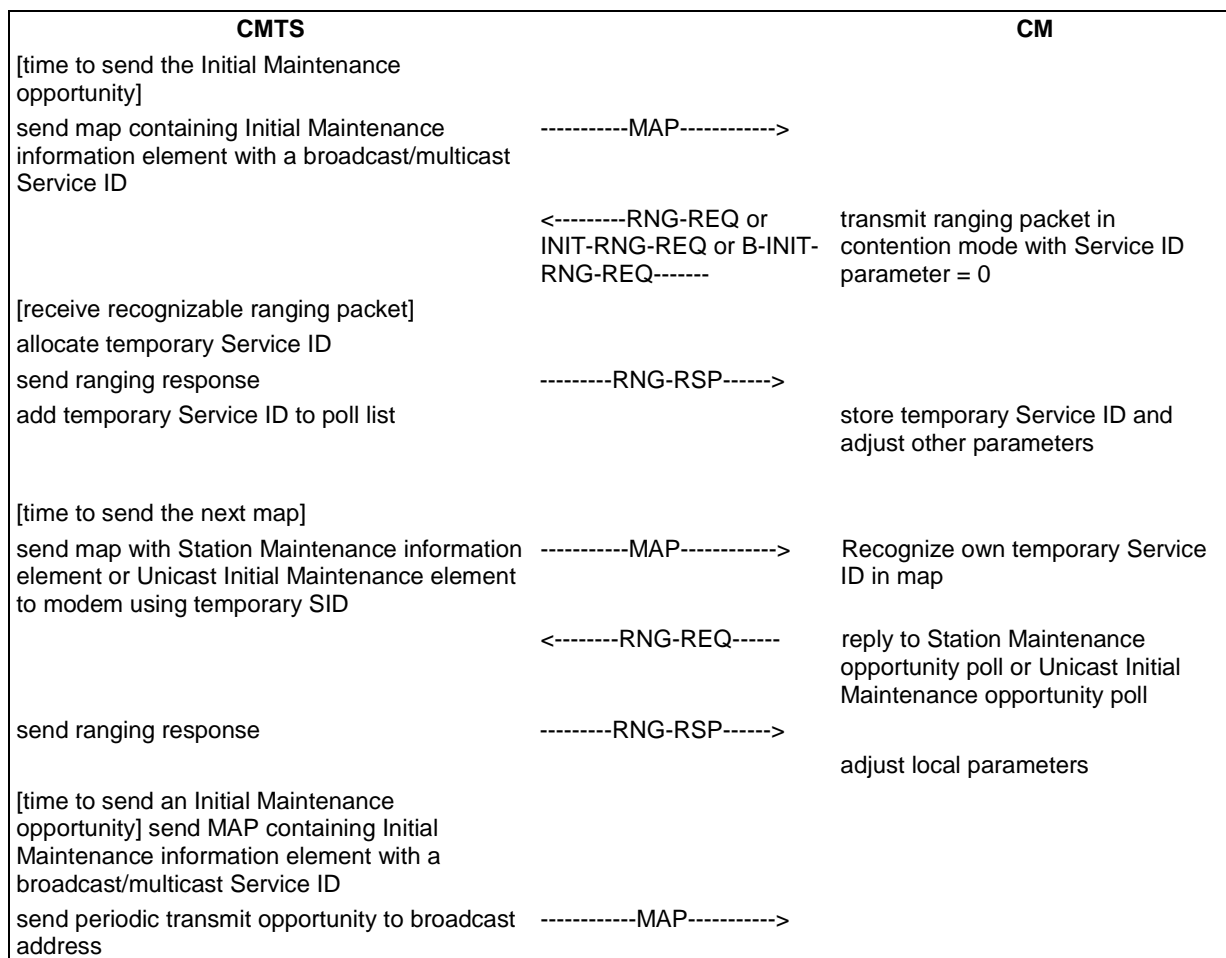 CMTS CM
[time to send the Initial Maintenance
opportunity]
send map containing Initial Maintenance -----------MAP------------>
information element with a broadcast/multicast
Service ID
<---------RNG-REQ or transmit ranging packet in
INIT-RNG-REQ or B-INIT- contention mode with Service ID
RNG-REQ------- parameter = 0
[receive recognizable ranging packet]
allocate temporary Service ID
send ranging response ---------RNG-RSP------>
add temporary Service ID to poll list store temporary Service ID and
adjust other parameters
[time to send the next map]
send map with Station Maintenance information -----------MAP------------> Recognize own temporary Service
element or Unicast Initial Maintenance element ID in map
to modem using temporary SID
<--------RNG-REQ------ reply to Station Maintenance
opportunity poll or Unicast Initial
Maintenance opportunity poll
send ranging response ---------RNG-RSP------>
adjust local parameters
[time to send an Initial Maintenance
opportunity] send MAP containing Initial
Maintenance information element with a
broadcast/multicast Service ID
send periodic transmit opportunity to broadcast ------------MAP----------->
address